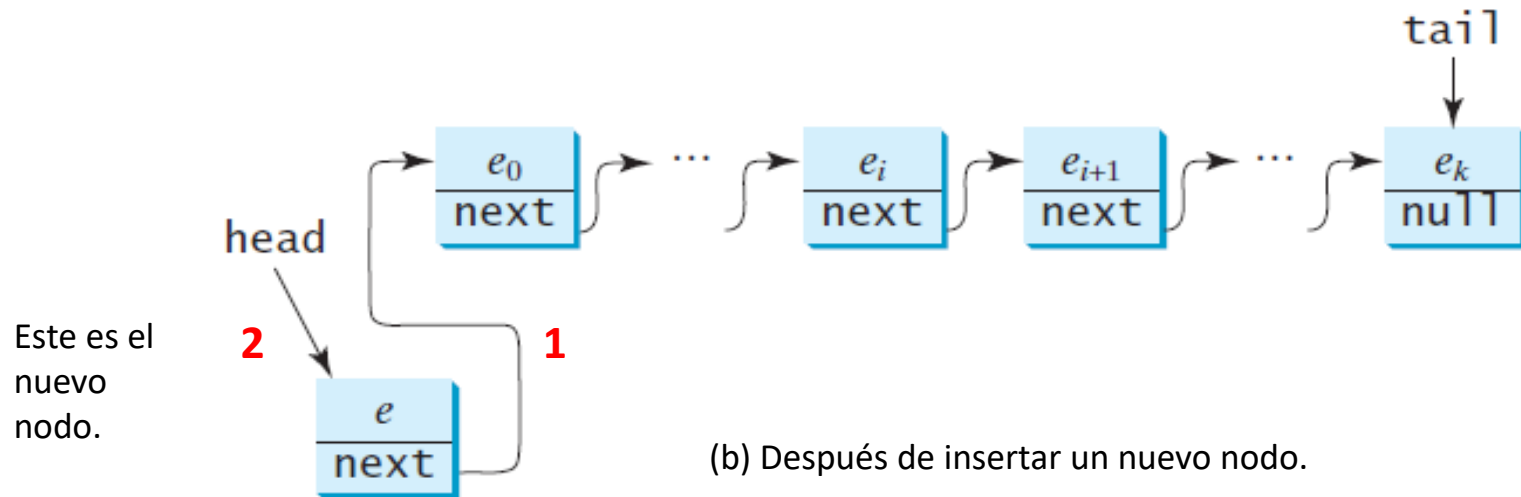 tail
e₀
next
...
eᵢ
next
eᵢ₊₁
next
...
eₖ
null
head
Este es el
nuevo
nodo.
2
1
e
next
(b) Después de insertar un nuevo nodo.